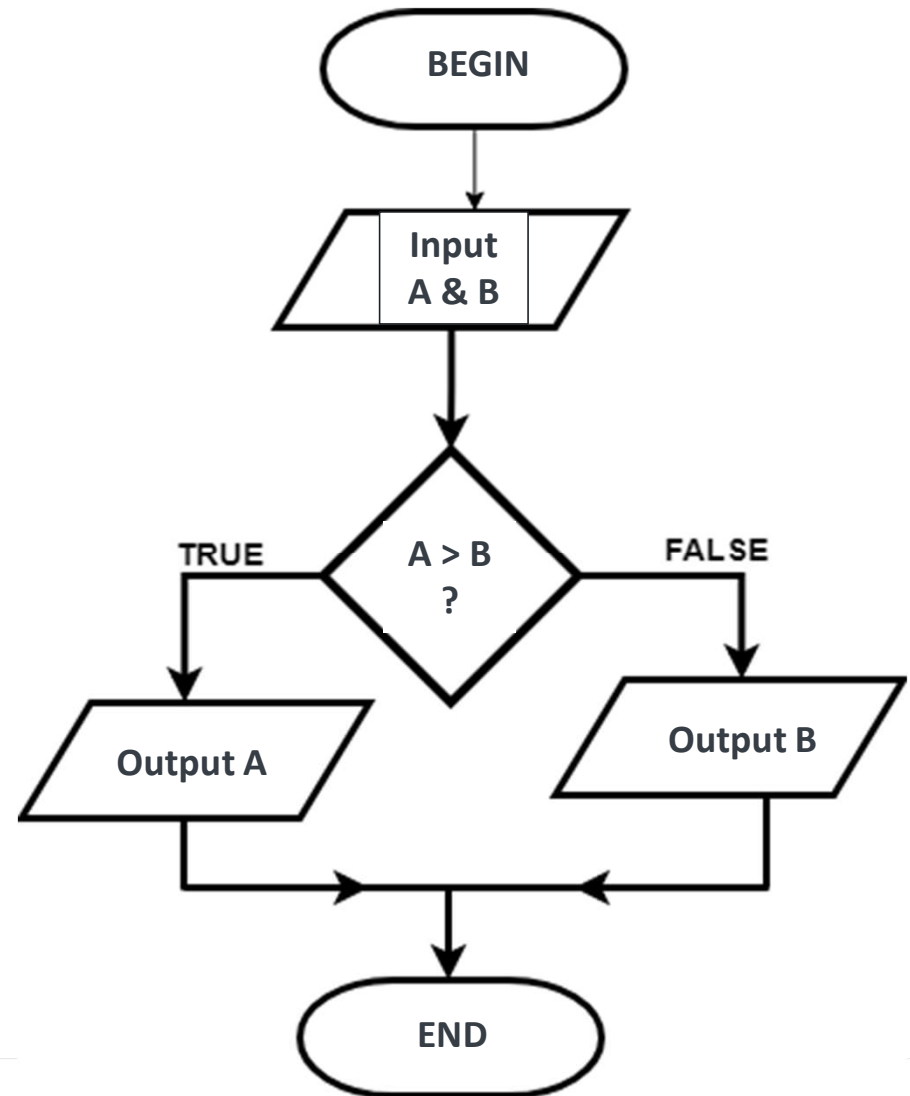 BEGIN
Input
A & B
A > B
?
TRUE
FALSE
Output A
Output B
END